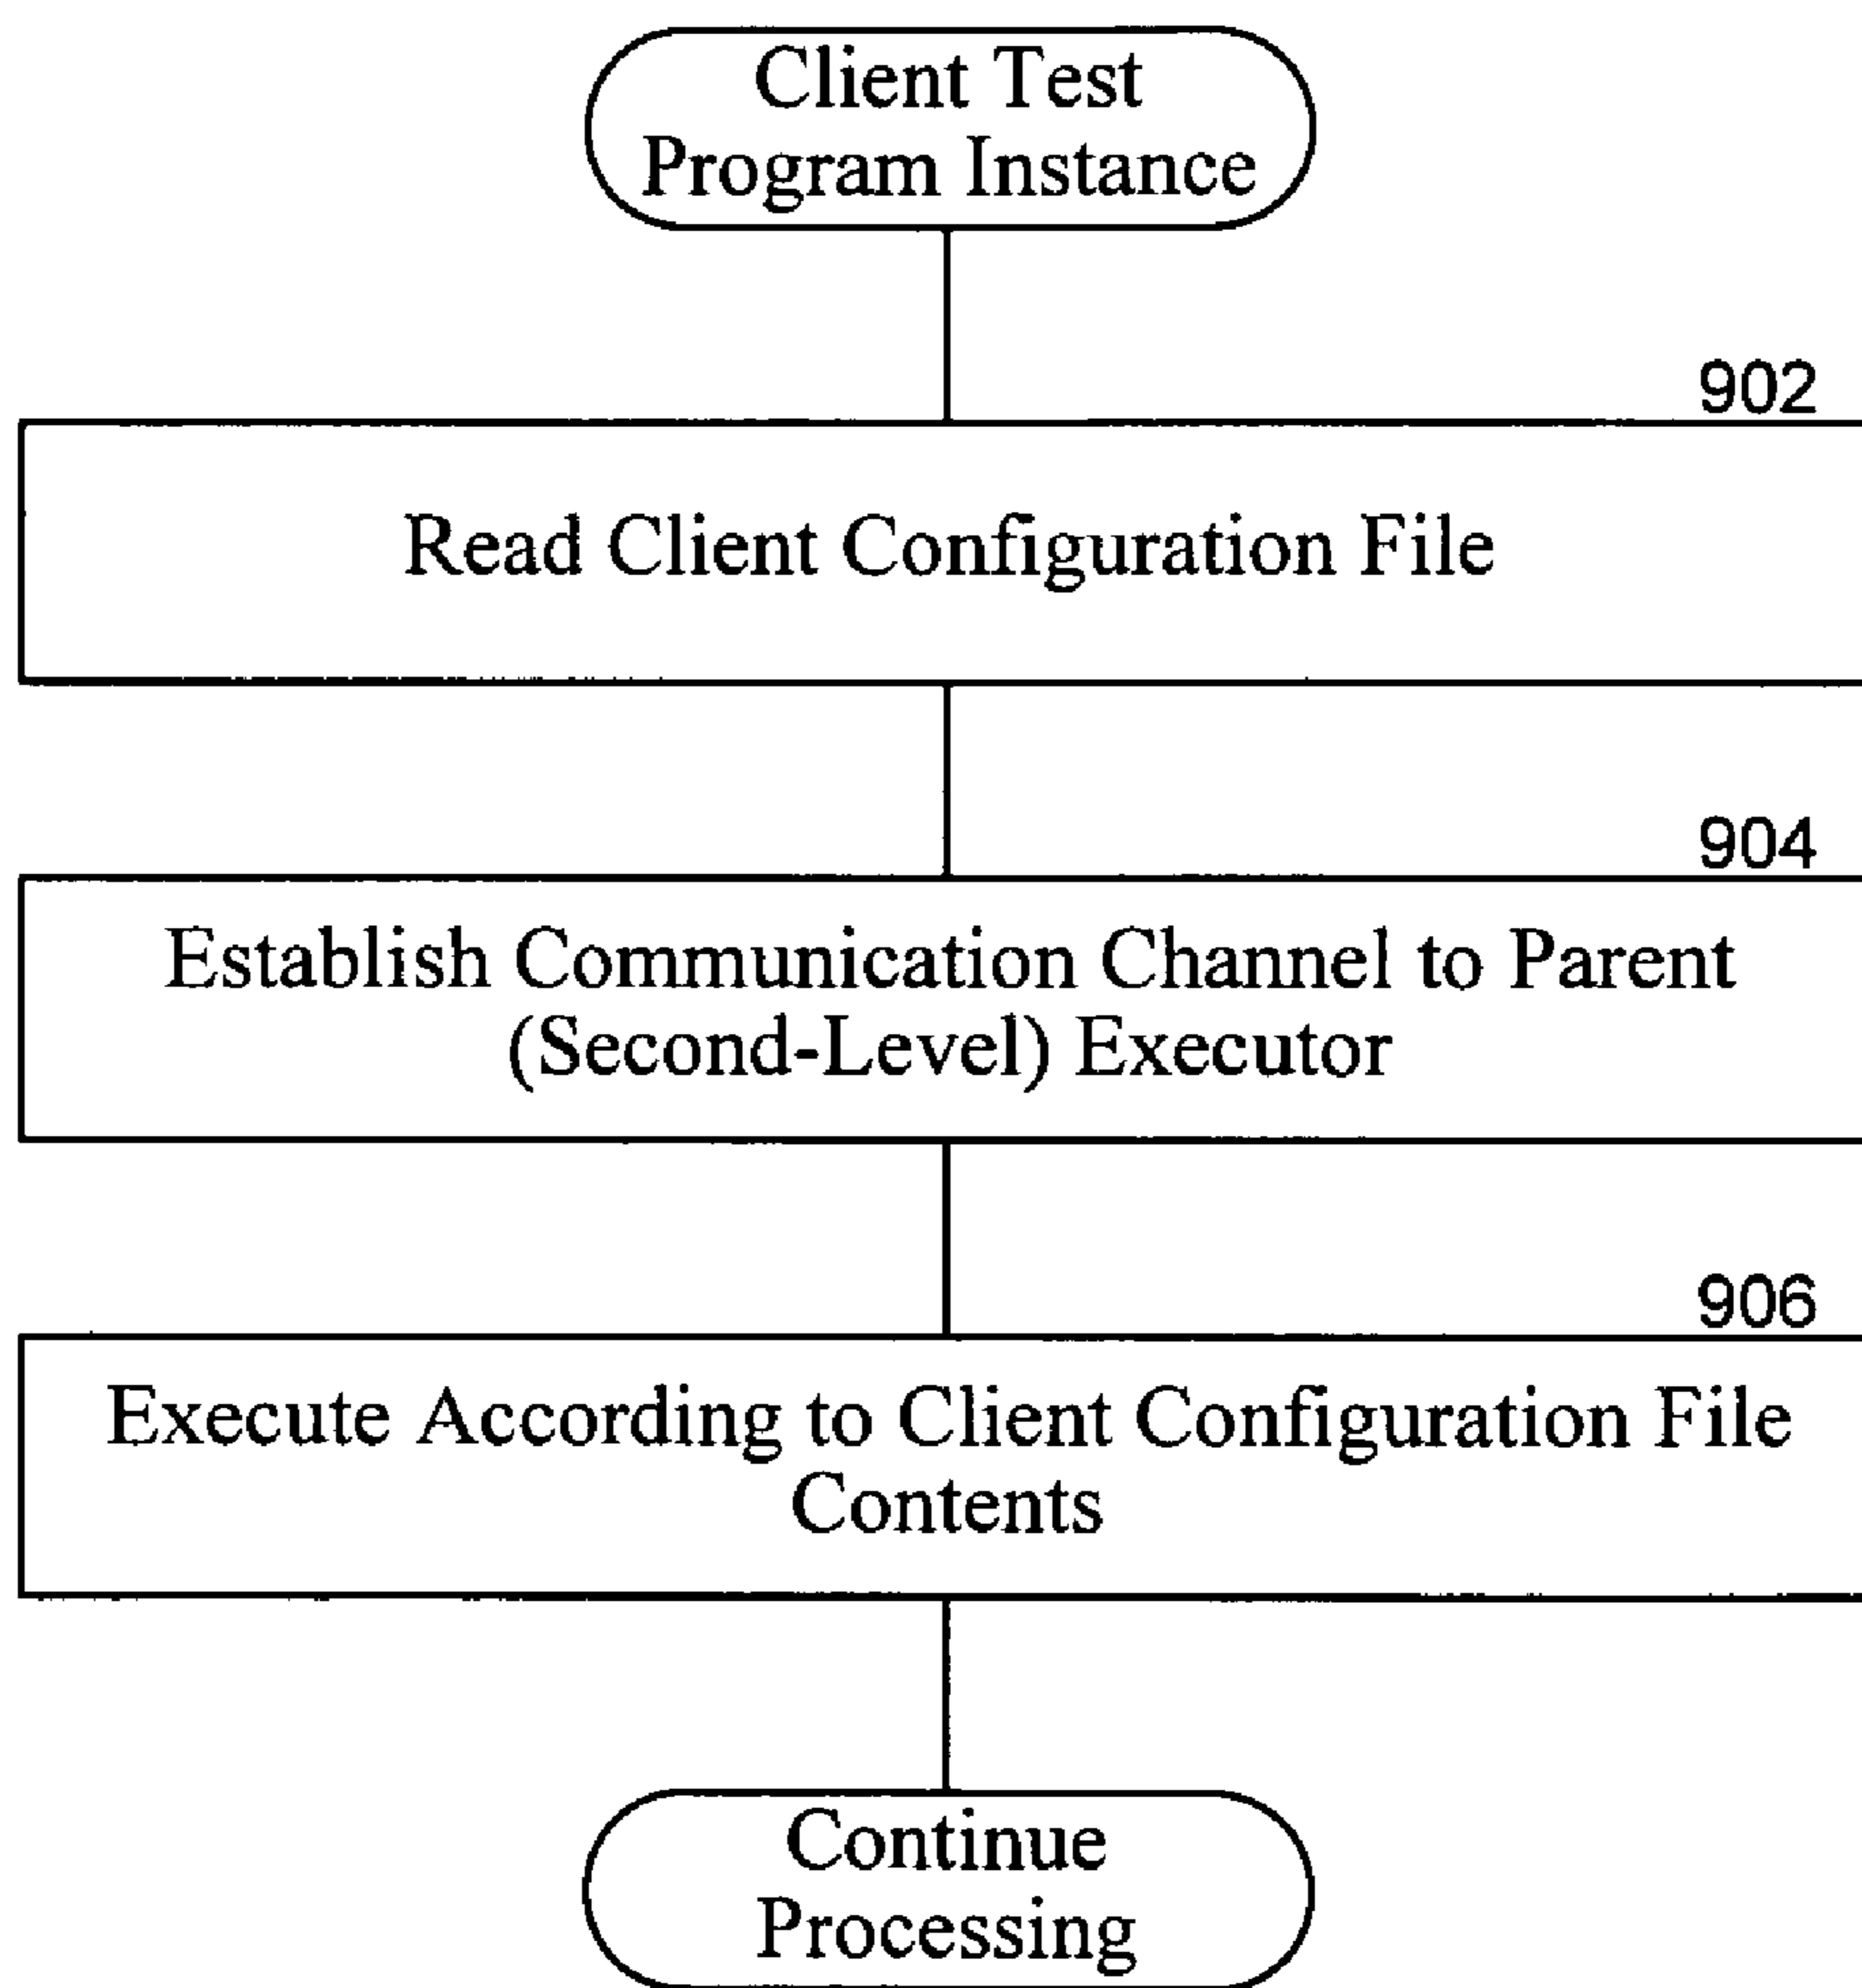 Client Test
Program Instance
902
Read Client Configuration File
904
Establish Communication Channel to Parent
(Second-Level) Executor
906
Execute According to Client Configuration File
Contents
Continue
Processing